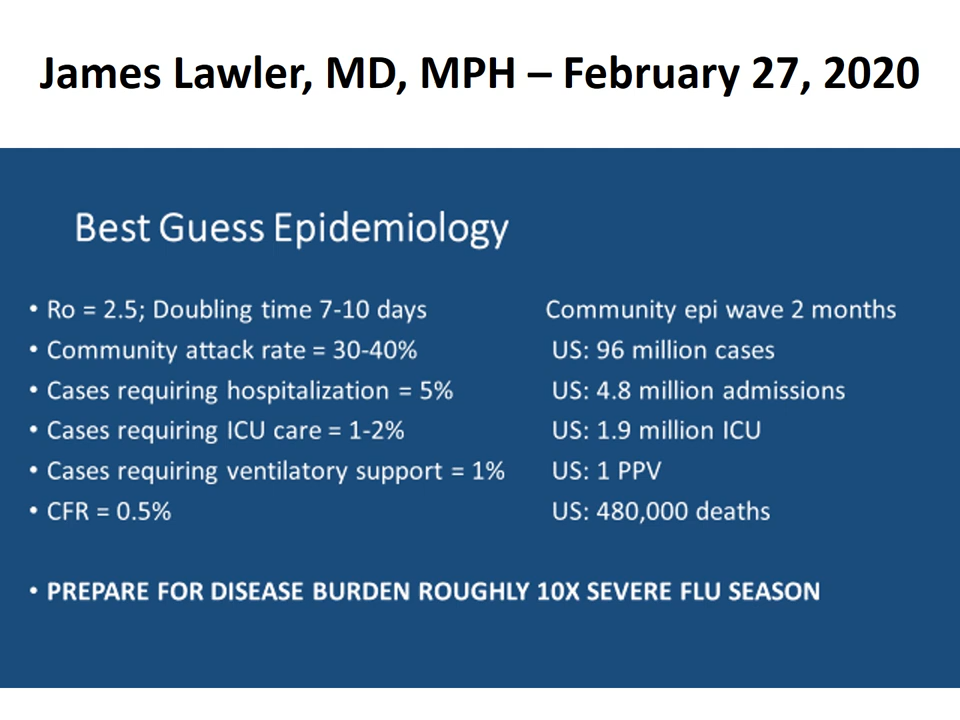 James Lawler, MD, MPH – February 27, 2020
Best Guess Epidemiology
• Ro = 2.5; Doubling time 7-10 days Community epi wave 2 months
• Community attack rate = 30-40% US: 96 million cases
• Cases requiring hospitalization = 5% US: 4.8 million admissions
• Cases requiring ICU care = 1-2% US: 1.9 million ICU
• Cases requiring ventilatory support = 1% US: 1 PPV
• CFR = 0.5% US: 480,000 deaths
• PREPARE FOR DISEASE BURDEN ROUGHLY 10X SEVERE FLU SEASON